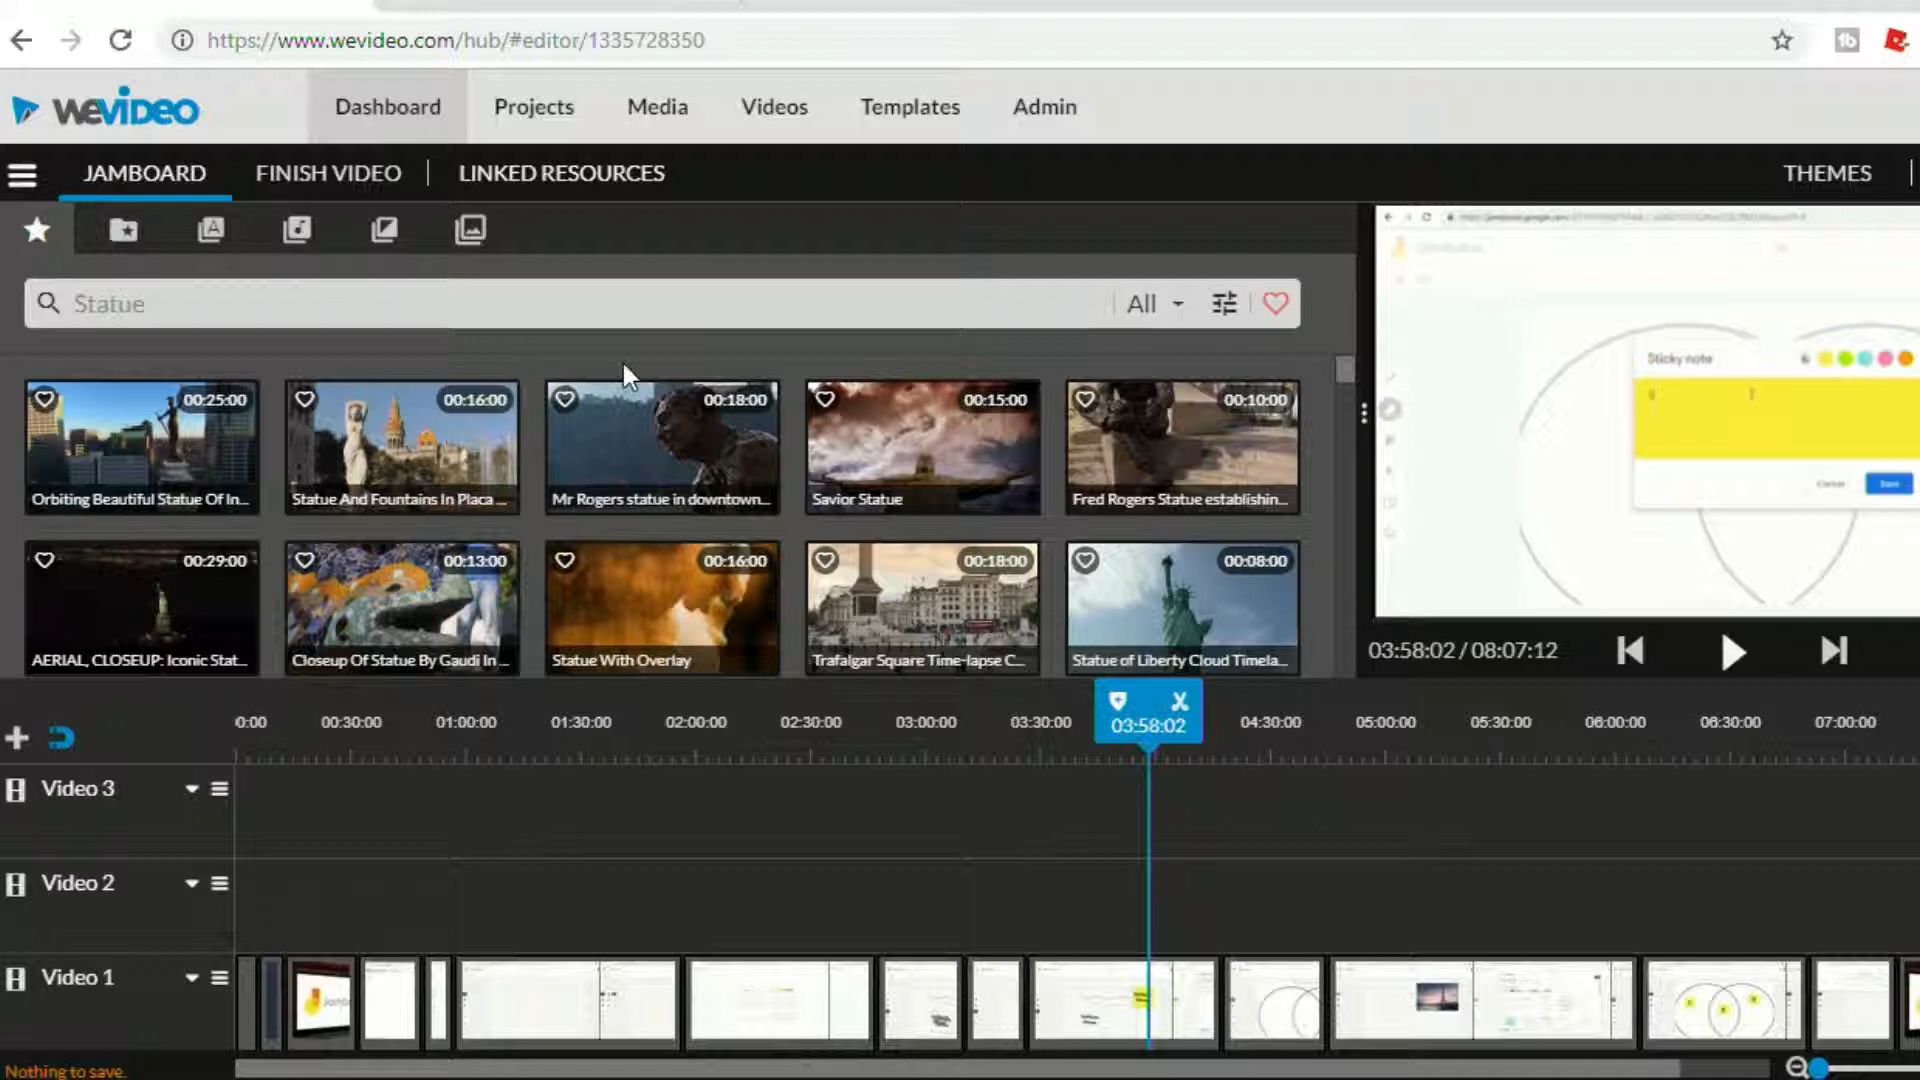 https://www.wevideo.com/hub/#editor/1335728350
WEVIDEO
Dashboard
Projects
Media
Videos
Templates
Admin
JAMBOARD
FINISH VIDEO
LINKED RESOURCES
THEMES
Statue
All
00:25:00
Orbiting Beautiful Statue Of In...
00:16:00
Statue And Fountains In Placa ...
00:18:00
Mr Rogers statue in downtown...
00:15:00
Savior Statue
00:10:00
Fred Rogers Statue establishin...
00:29:00
AERIAL, CLOSEUP: Iconic Stat...
00:13:00
Closeup Of Statue By Gaudi In ...
00:16:00
Statue With Overlay
00:18:00
Trafalgar Square Time-lapse C...
00:08:00
Statue of Liberty Cloud Timela...
Sticky note
Cancel
Save
03:58:02 / 08:07:12
0:00
00:30:00
01:00:00
01:30:00
02:00:00
02:30:00
03:00:00
03:30:00
03:58:02
04:30:00
05:00:00
05:30:00
06:00:00
06:30:00
07:00:00
Video 3
Video 2
Video 1
Nothing to save.